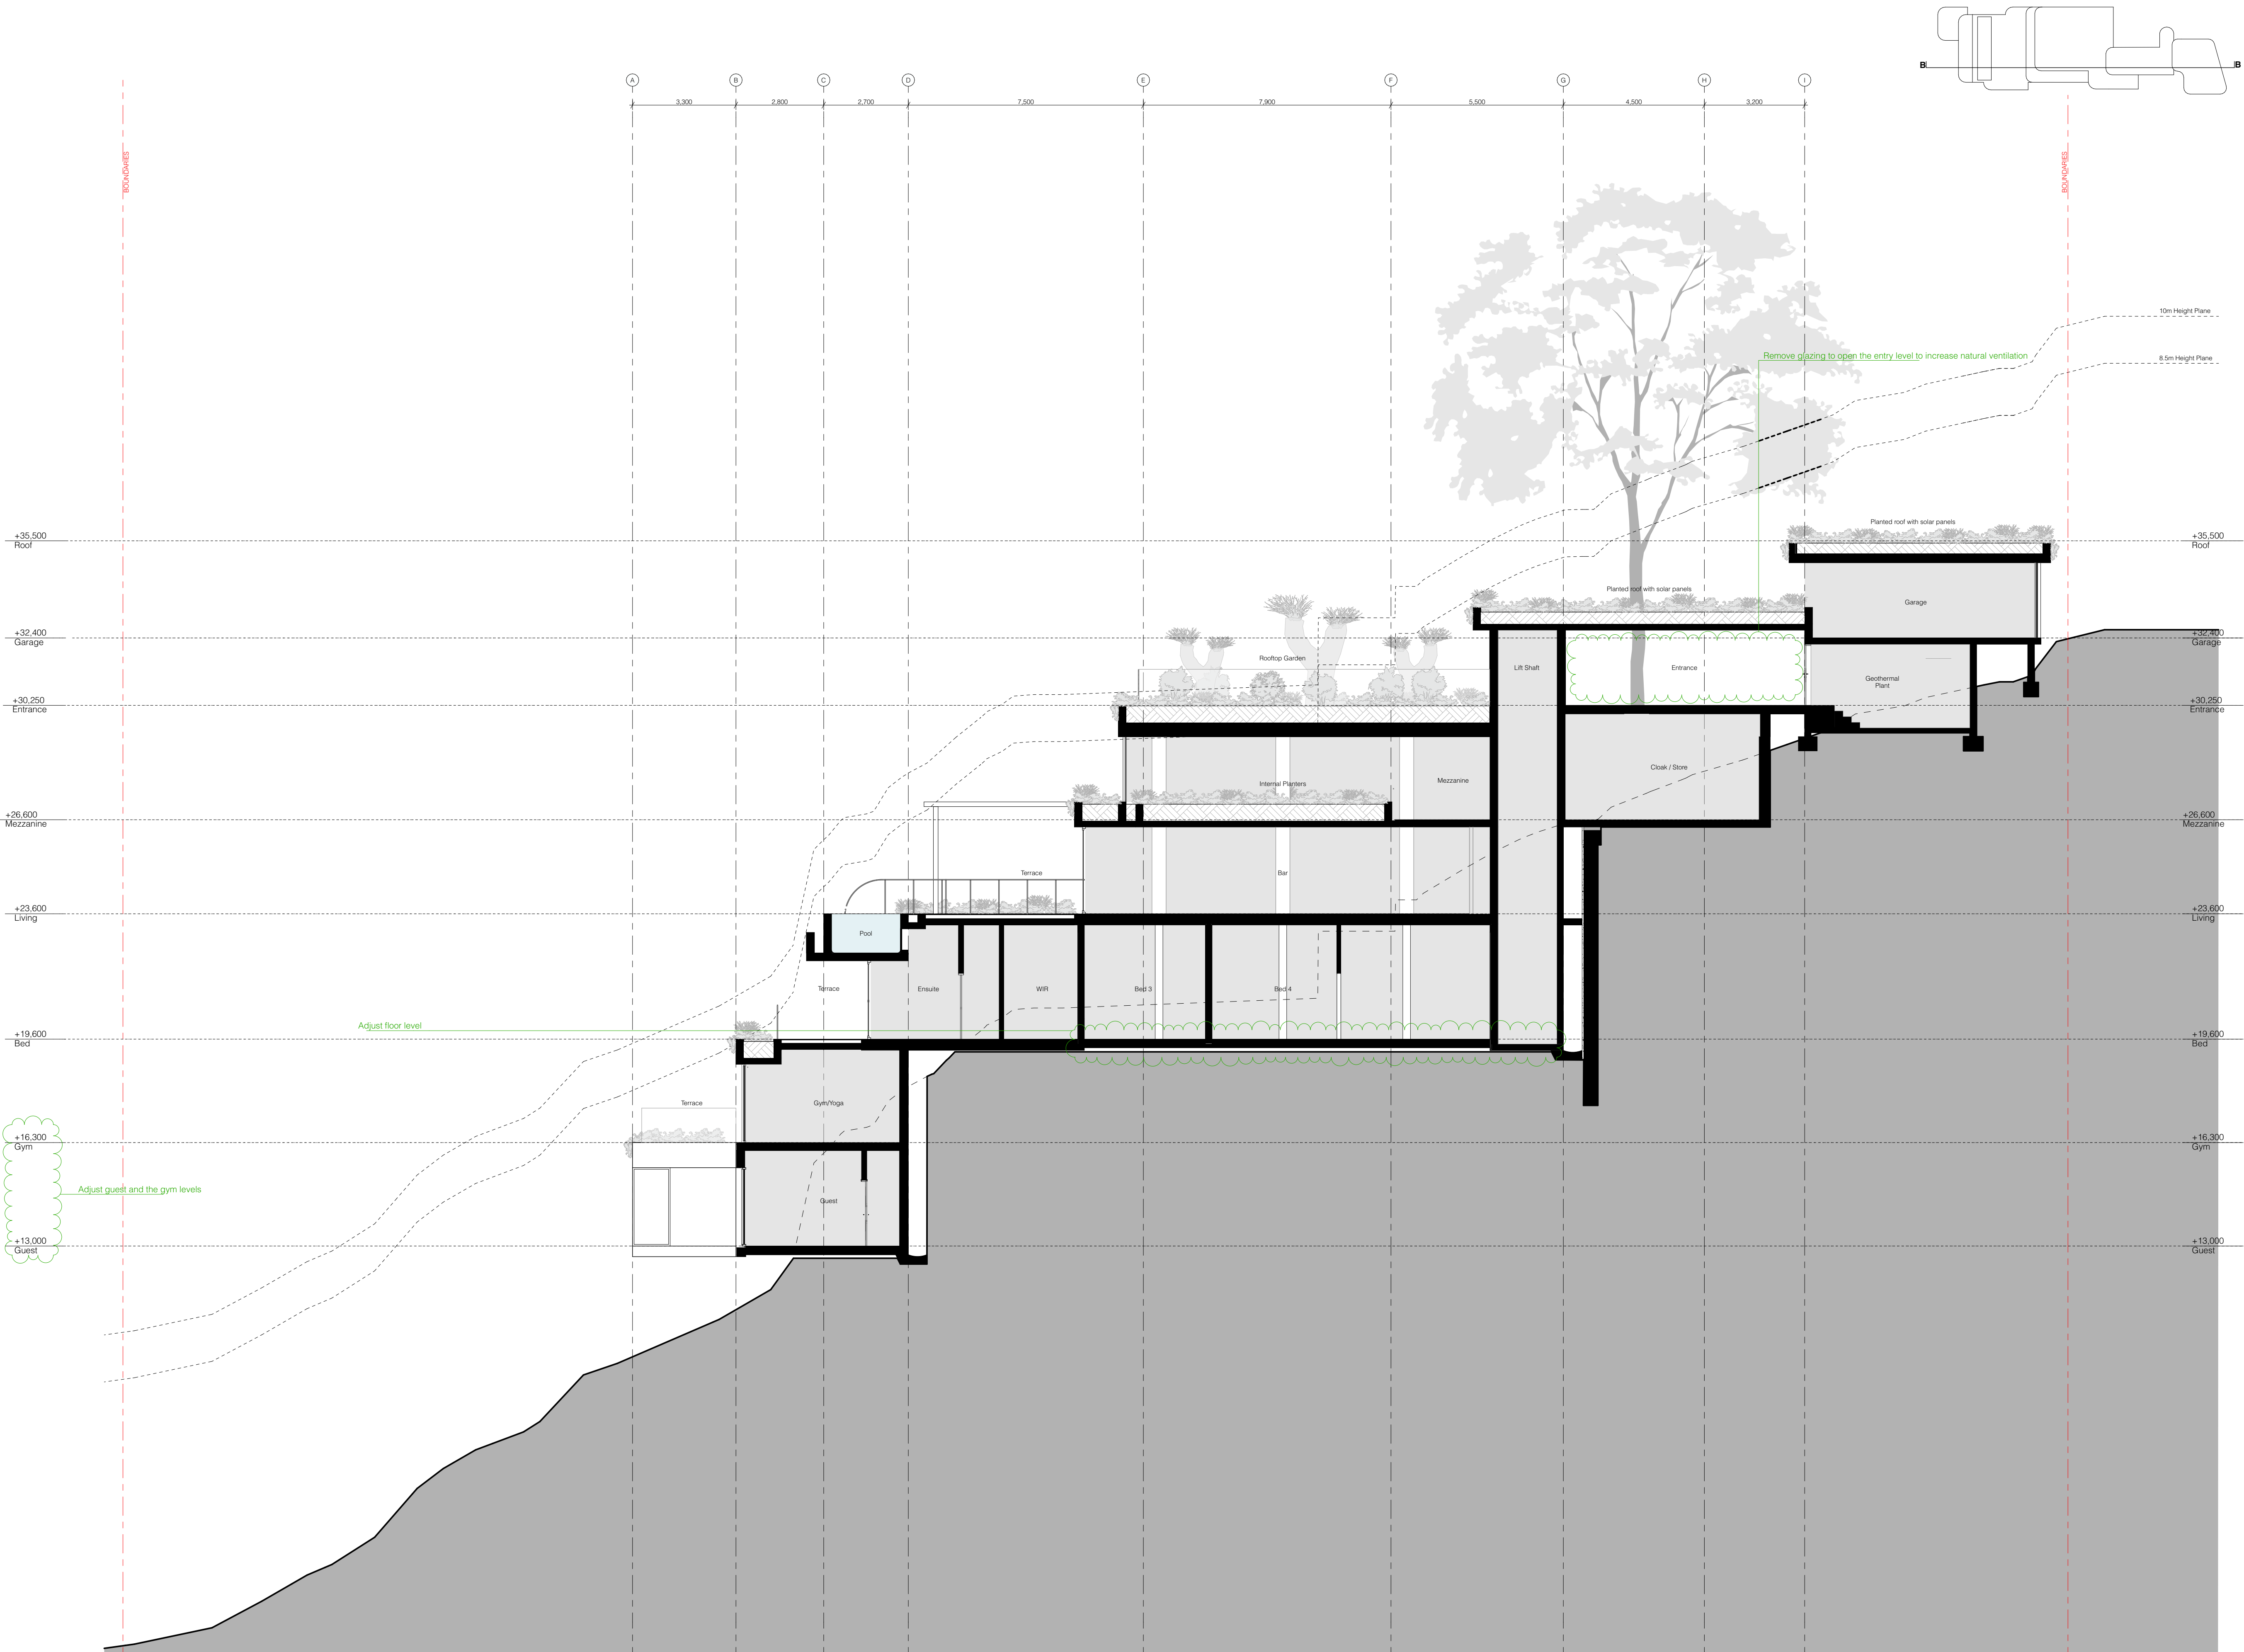 B
B
A
B
C
D
E
F
G
H
I
3,300
2,800
2,700
7,500
7,900
5,500
4,500
3,200
BOUNDARIES
BOUNDARIES
10m Height Plane
Remove glazing to open the entry level to increase natural ventilation
8.5m Height Plane
Planted roof with solar panels
+35,500
Roof
+35,500
Roof
Planted roof with solar panels
Garage
+32,400
Garage
+32,400
Garage
Rooftop Garden
Lift Shaft
Entrance
Geothermal
Plant
+30,250
Entrance
+30,250
Entrance
Cloak / Store
Mezzanine
Internal Planters
+26,600
Mezzanine
+26,600
Mezzanine
Terrace
Bar
+23,600
Living
+23,600
Living
Pool
Terrace
Ensuite
WIR
Bed 3
Bed 4
Adjust floor level
+19,600
Bed
+19,600
Bed
Terrace
Gym/Yoga
+16,300
Gym
+16,300
Gym
Adjust guest and the gym levels
Guest
+13,000
Guest
+13,000
Guest